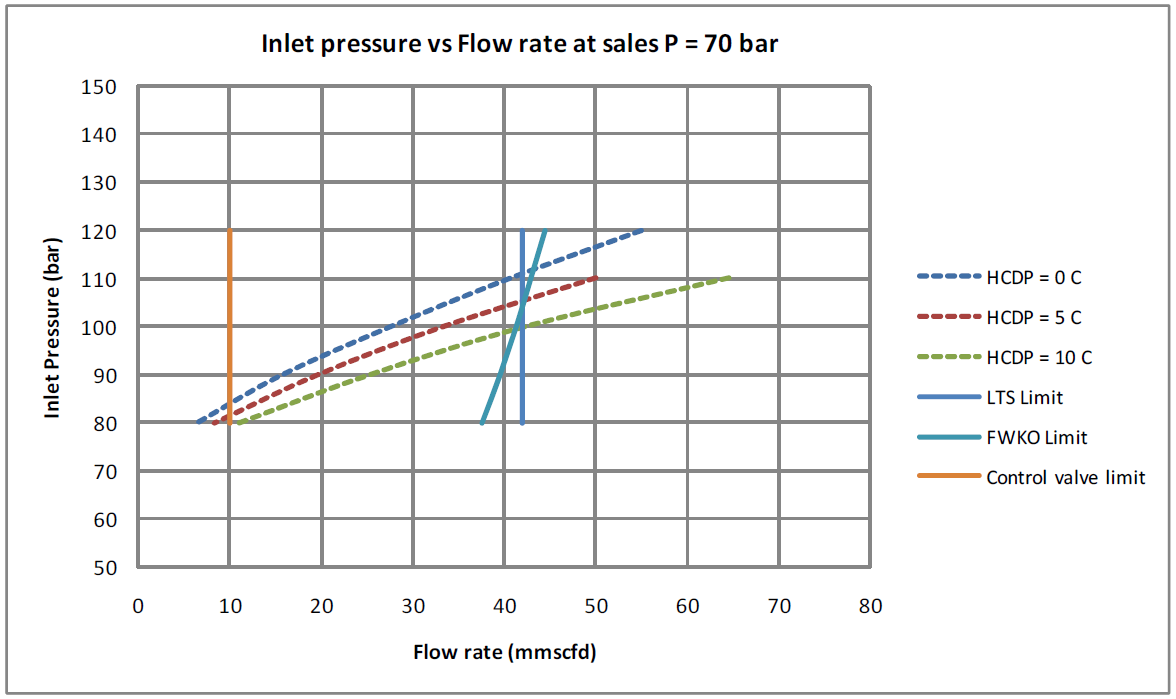 Inlet pressure vs Flow rate at sales P = 70 bar
150
140
130
120
110
100
90
80
70
60
50
Inlet Pressure (bar)
0 10 20 30 40 50 60 70 80
Flow rate (mmscfd)
HCDP = 0 C
HCDP = 5 C
HCDP = 10 C
LTS Limit
FWKO Limit
Control valve limit